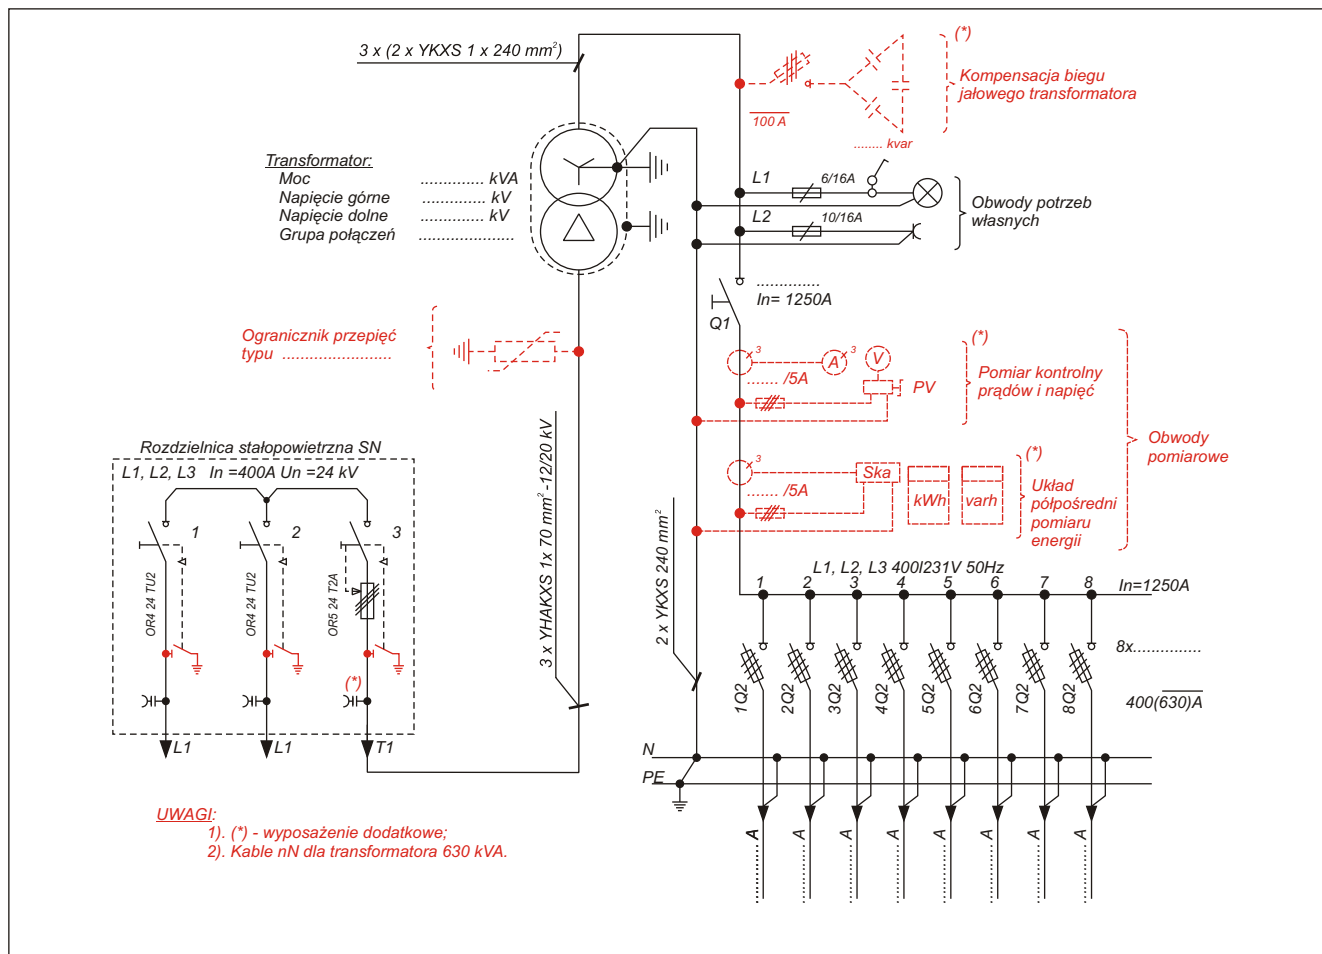 3 x (2 x YKXS 1 x 240 mm²)
(*)
Kompensacja biegu
jałowego transformatora
100 A
........ kvar
Transformator:
Moc ............. kVA
Napięcie górne ............. kV
Napięcie dolne ............. kV
Grupa połączeń ....................
L1
6/16A
L2
10/16A
Obwody potrzeb
własnych
.............
In= 1250A
Q1
Ogranicznik przepięć
typu .......................
3
A
3
V
....... /5A
PV
(*)
Pomiar kontrolny
prądów i napięć
Obwody
pomiarowe
3
....... /5A
Ska
kWh
varh
(*)
Układ
półpośredni
pomiaru
energii
Rozdzielnica stałopowietrzna SN
L1, L2, L3 In =400A Un =24 kV
1
2
3
OR4 24 TU2
OR4 24 TU2
OR5 24 T2A
(*)
L1
L1
T1
3 x YHAKXS 1x 70 mm² -12/20 kV
2 x YKXS 240 mm²
L1, L2, L3 400I231V 50Hz
1 2 3 4 5 6 7 8
In=1250A
8x...............
400(630)A
1Q2 2Q2 3Q2 4Q2 5Q2 6Q2 7Q2 8Q2
N
PE
A A A A A A A A
UWAGI:
1). (*) - wyposażenie dodatkowe;
2). Kable nN dla transformatora 630 kVA.